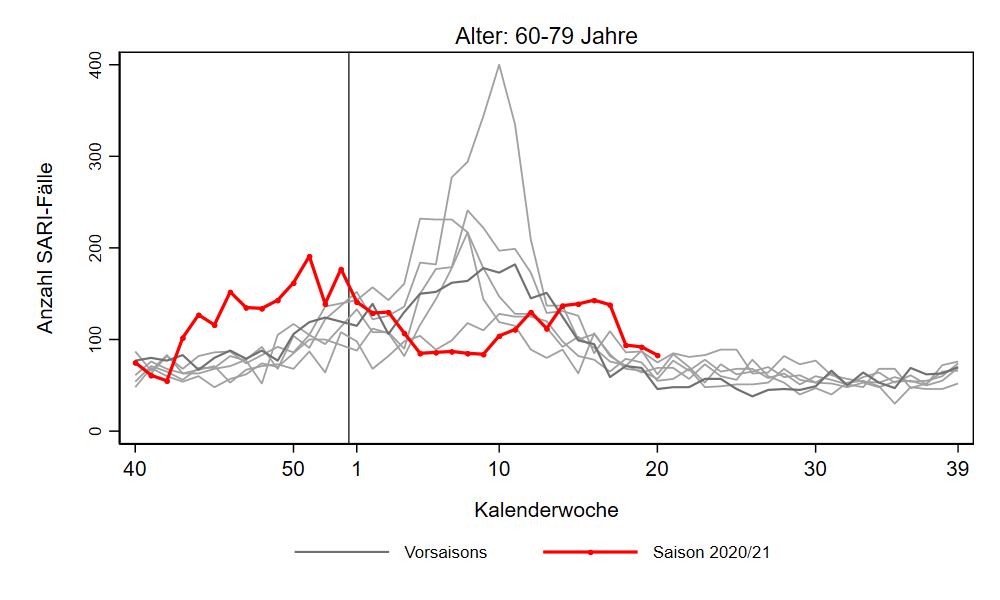 Alter: 60-79 Jahre
Anzahl SARI-Fälle
400
300
200
100
0
40 50 1 10 20 30 39
Kalenderwoche
Vorsaisons Saison 2020/21